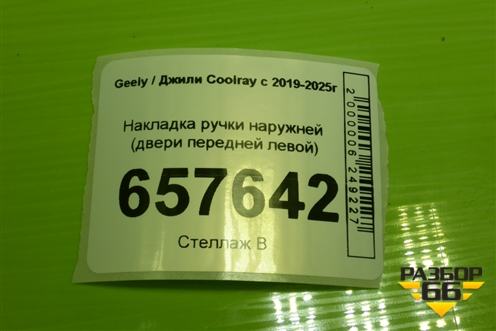 Geely / Джили Coolray с 2019-2025г
Накладка ручки наружней
(двери передней левой)
657642
Стеллаж В
2000006249227
РАЗБОР
66